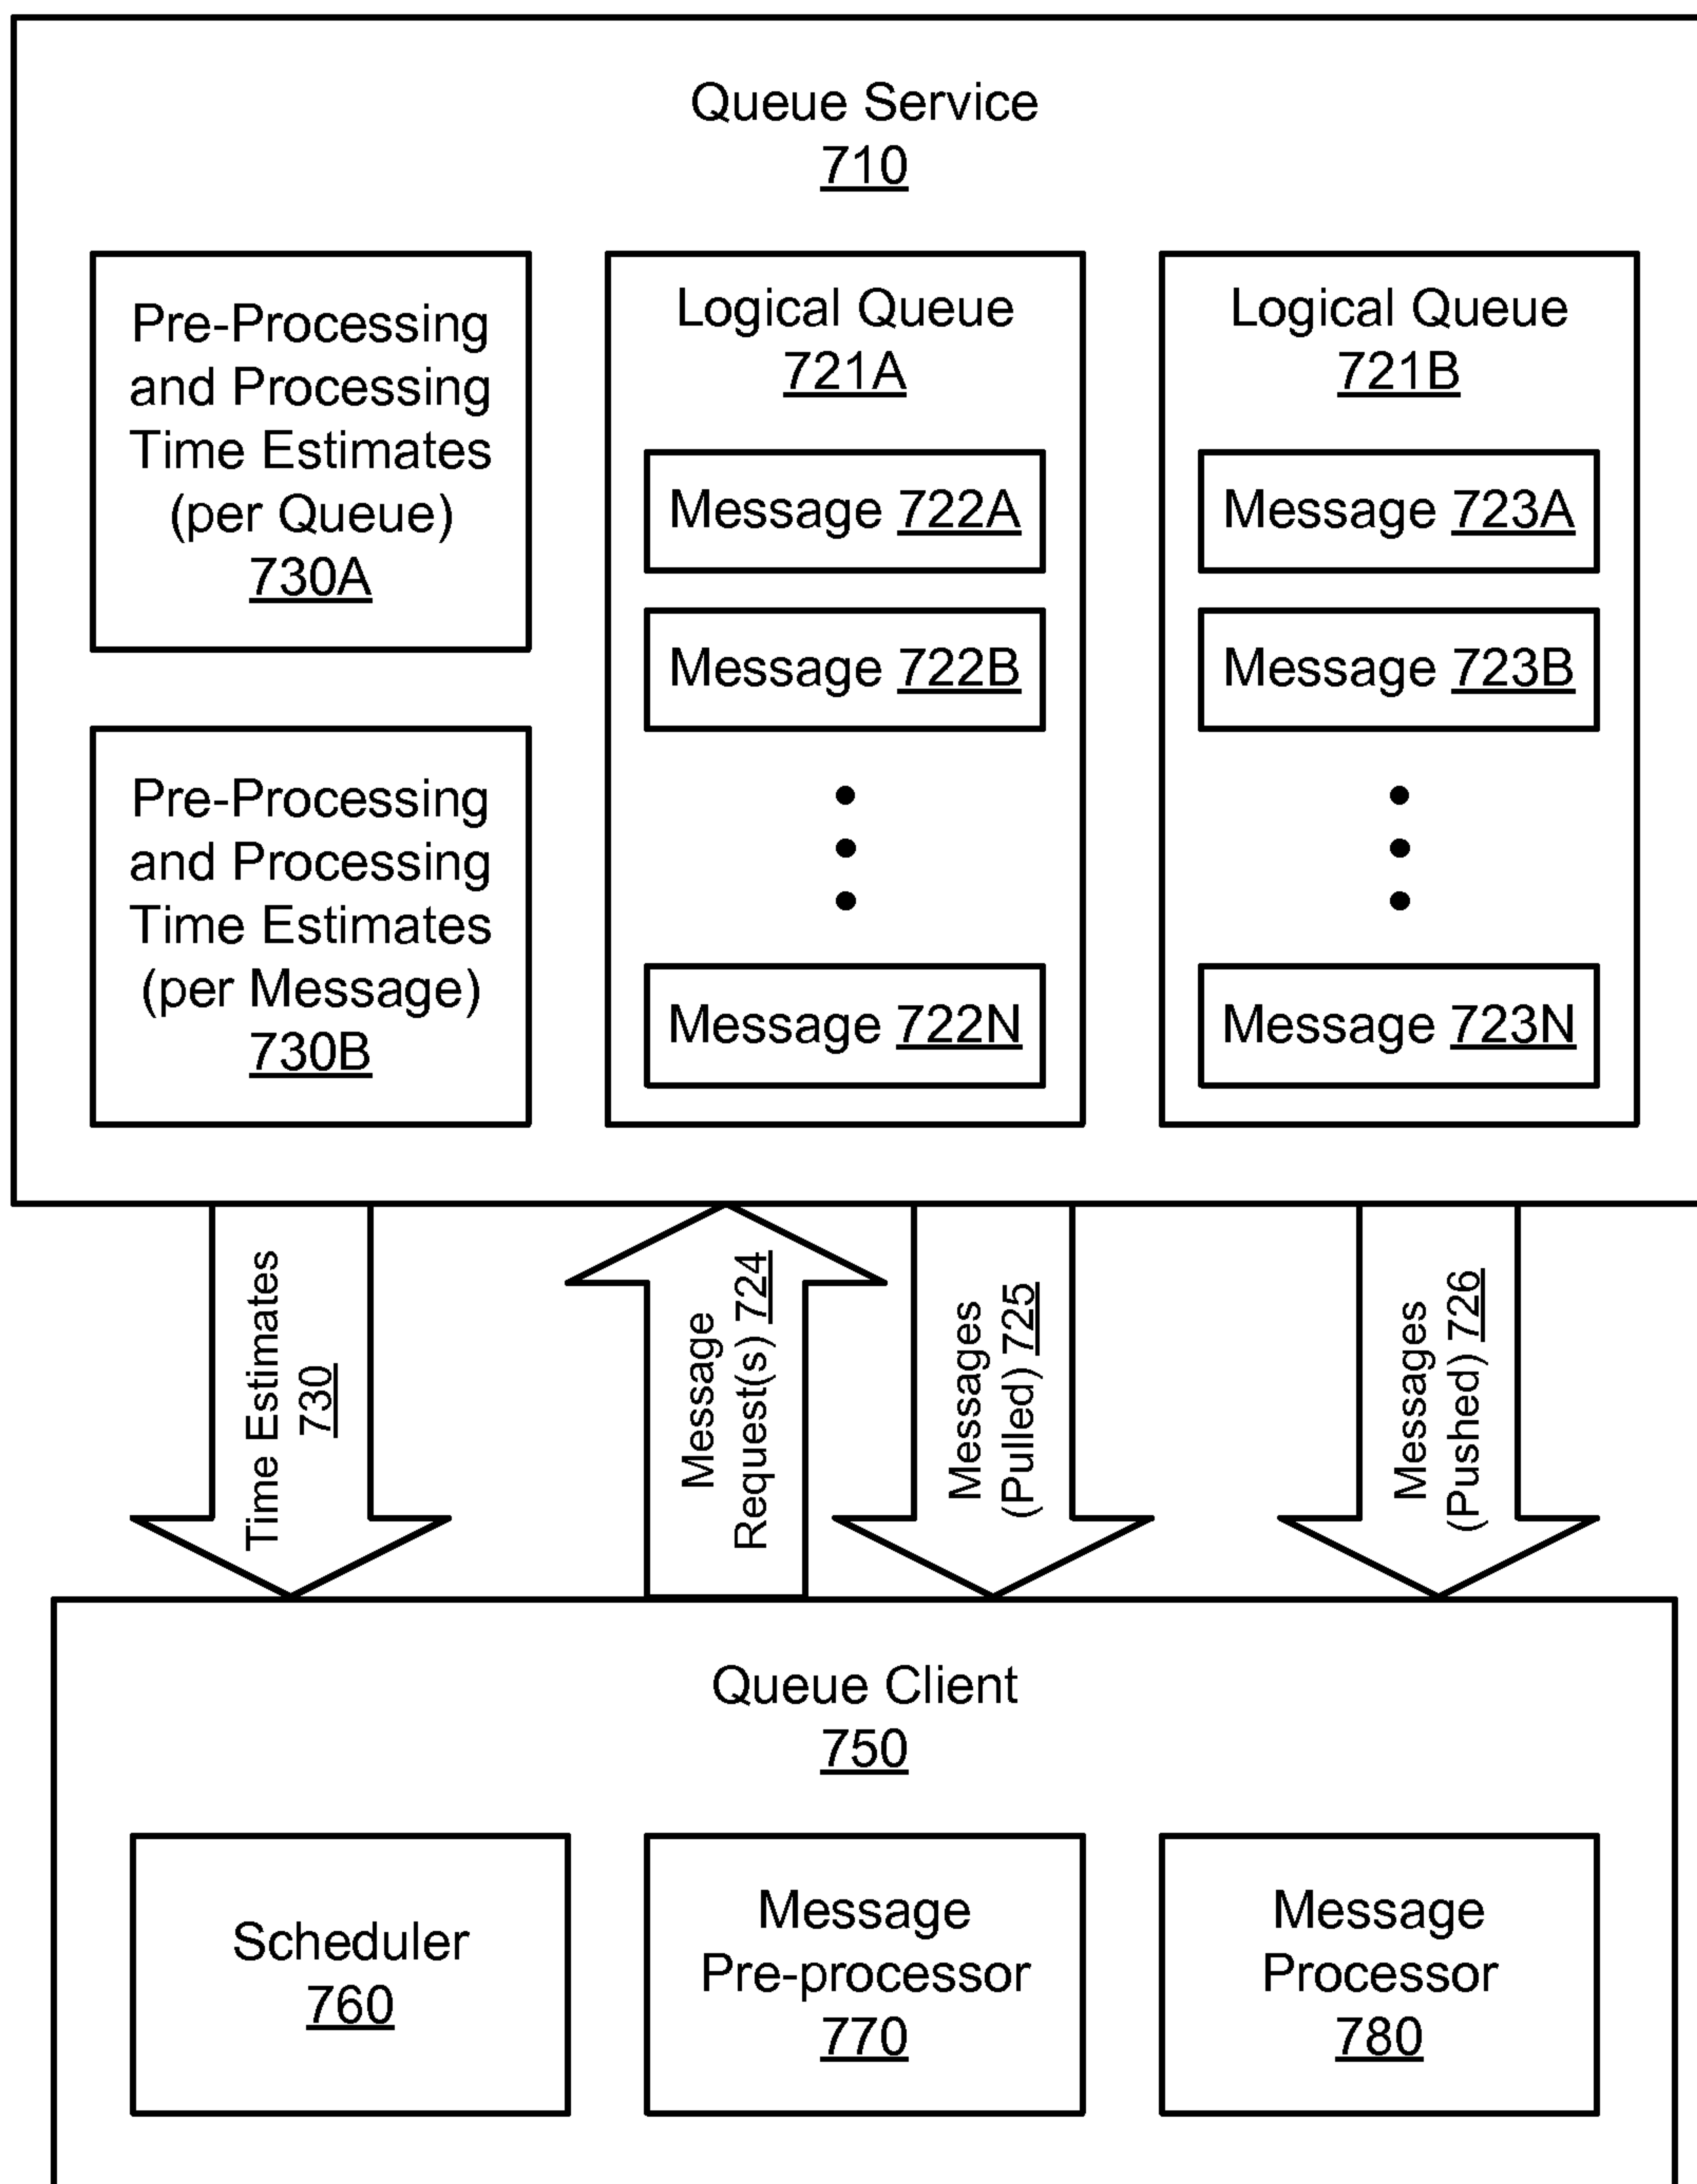 Queue Service
710
Pre-Processing
and Processing
Time Estimates
(per Queue)
730A
Pre-Processing
and Processing
Time Estimates
(per Message)
730B
Logical Queue
721A
Message 722A
Message 722B
Message 722N
Logical Queue
721B
Message 723A
Message 723B
Message 723N
Time Estimates
730
Message
Request(s) 724
Messages
(Pulled) 725
Messages
(Pushed) 726
Queue Client
750
Scheduler
760
Message
Pre-processor
770
Message
Processor
780